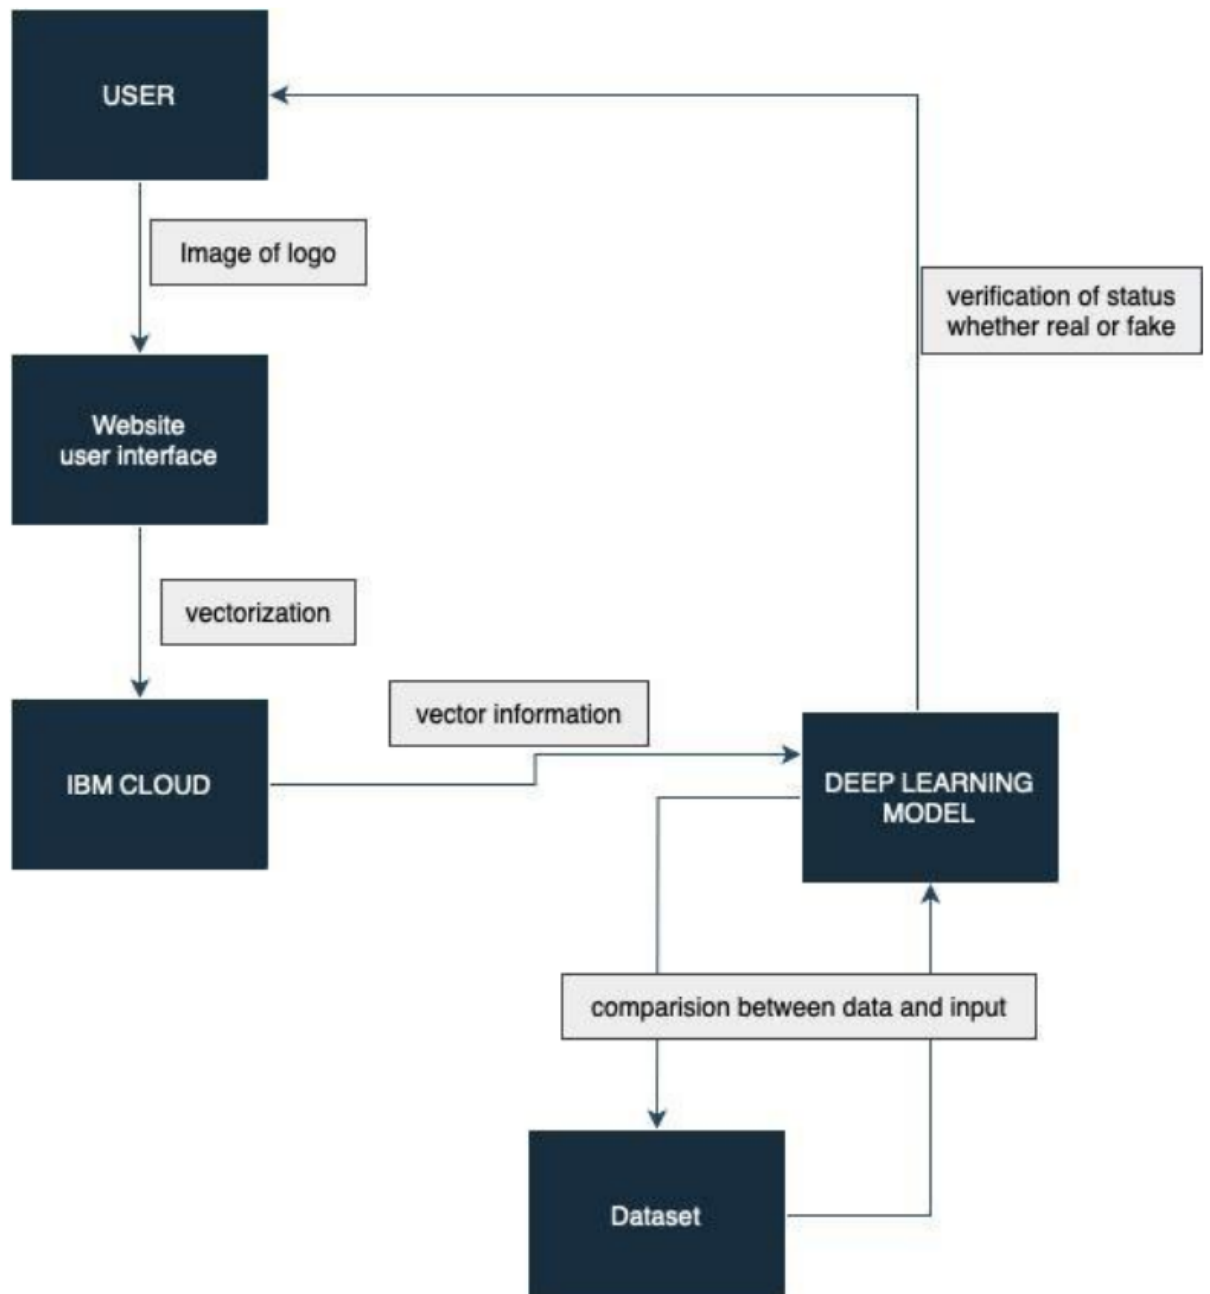 USER
Image of logo
verification of status
whether real or fake
Website
user interface
vectorization
vector information
IBM CLOUD
DEEP LEARNING
MODEL
comparision between data and input
Dataset